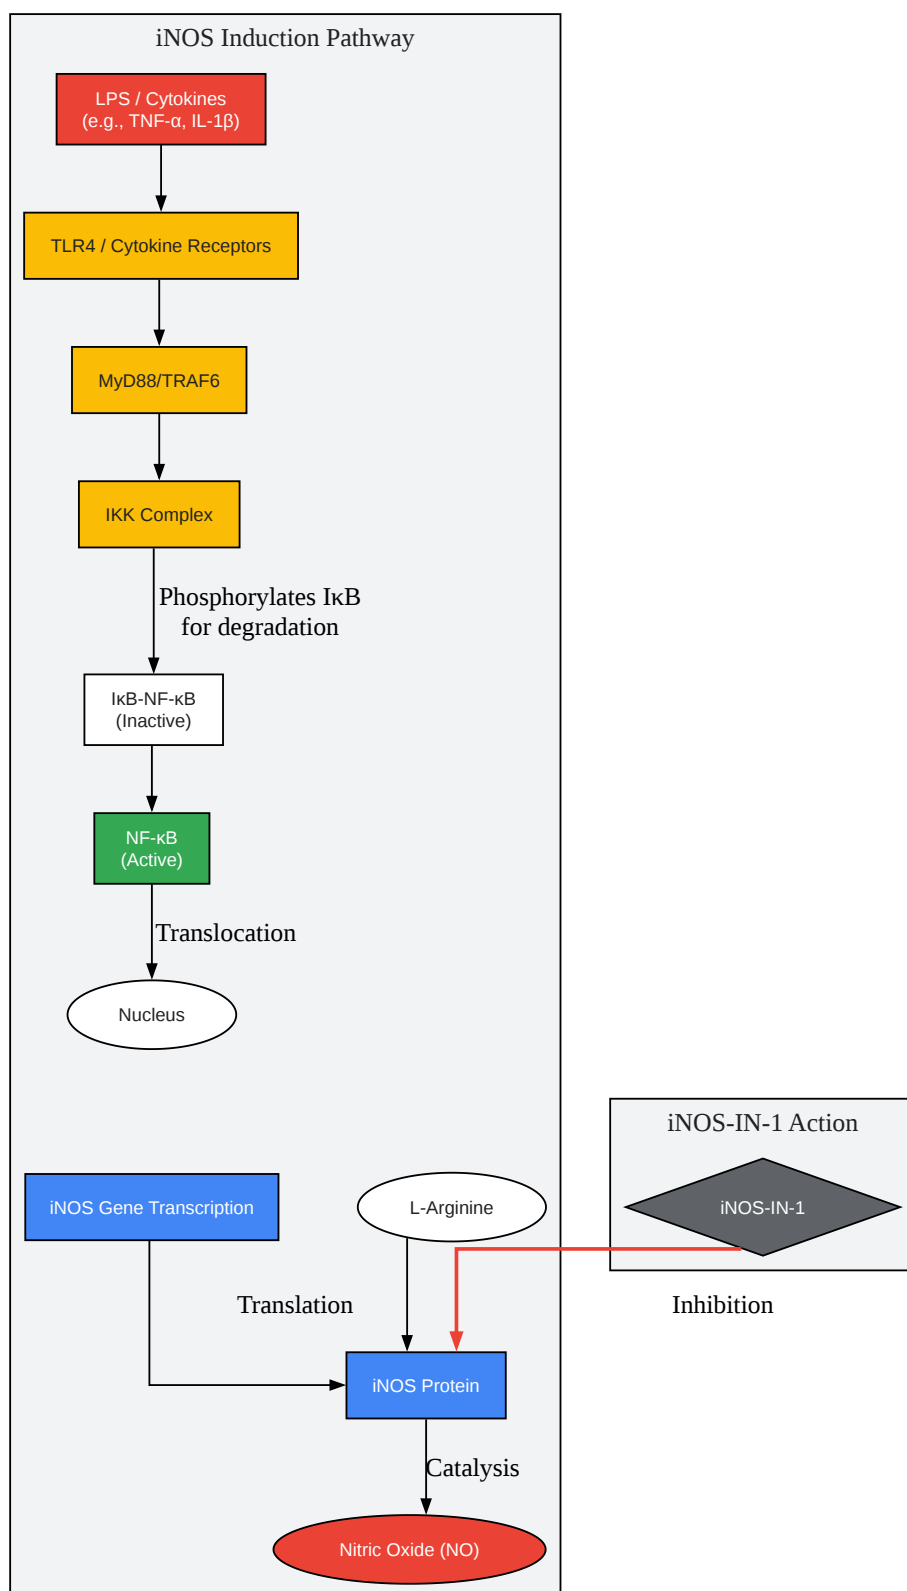 iNOS Induction Pathway
LPS / Cytokines
(e.g., TNF-α, IL-1β)
TLR4 / Cytokine Receptors
MyD88/TRAF6
IKK Complex
Phosphorylates IκB
for degradation
IκB-NF-κB
(Inactive)
NF-κB
(Active)
Translocation
Nucleus
iNOS-IN-1 Action
iNOS Gene Transcription
L-Arginine
iNOS-IN-1
Translation
Inhibition
iNOS Protein
Catalysis
Nitric Oxide (NO)